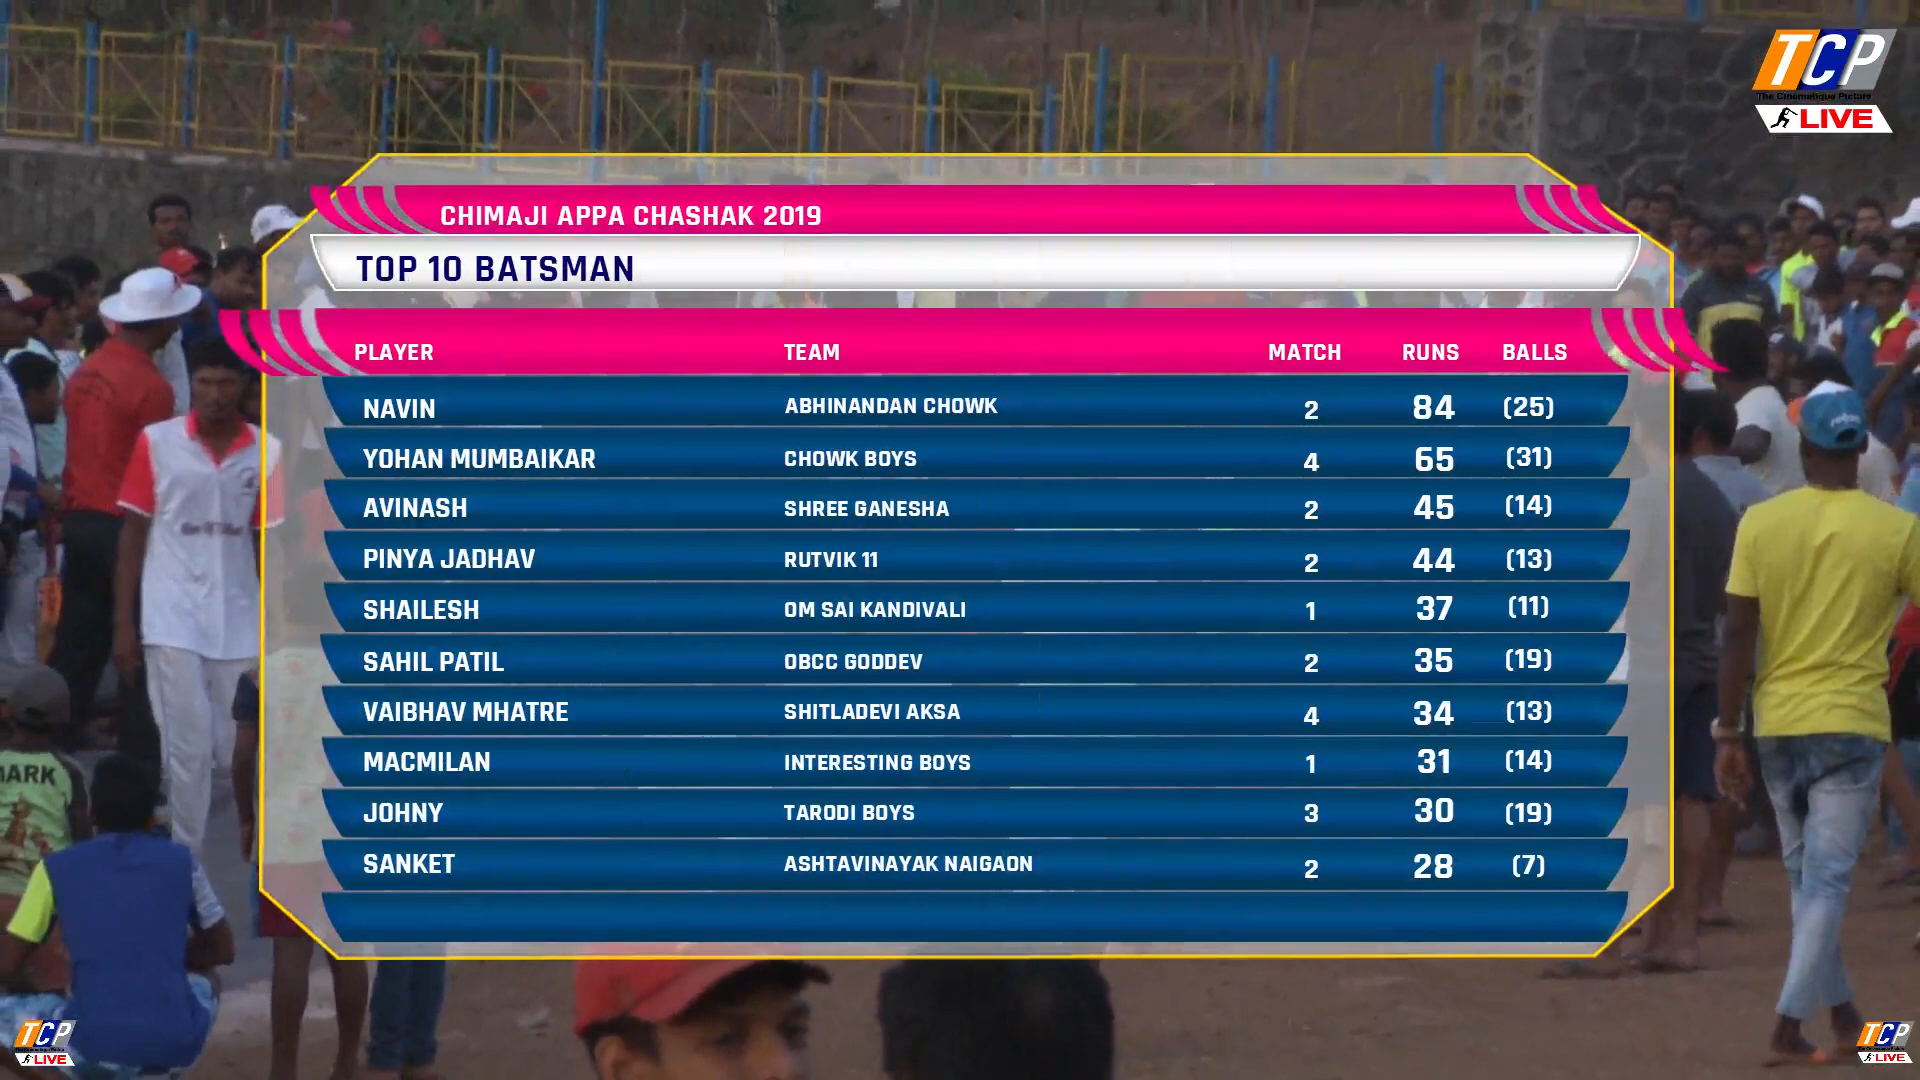 TCP
The Cinematique Picture
LIVE
CHIMAJI APPA CHASHAK 2019
TOP 10 BATSMAN
PLAYER TEAM MATCH RUNS BALLS
NAVIN ABHINANDAN CHOWK 2 84 (25)
YOHAN MUMBAIKAR CHOWK BOYS 4 65 (31)
AVINASH SHREE GANESHA 2 45 (14)
PINYA JADHAV RUTVIK 11 2 44 (13)
SHAILESH OM SAI KANDIVALI 1 37 (11)
SAHIL PATIL OBCC GODDEV 2 35 (19)
VAIBHAV MHATRE SHITLADEVI AKSA 4 34 (13)
MACMILAN INTERESTING BOYS 1 31 (14)
JOHNY TARODI BOYS 3 30 (19)
SANKET ASHTAVINAYAK NAIGAON 2 28 (7)
MARK
TCP
LIVE
TCP
LIVE